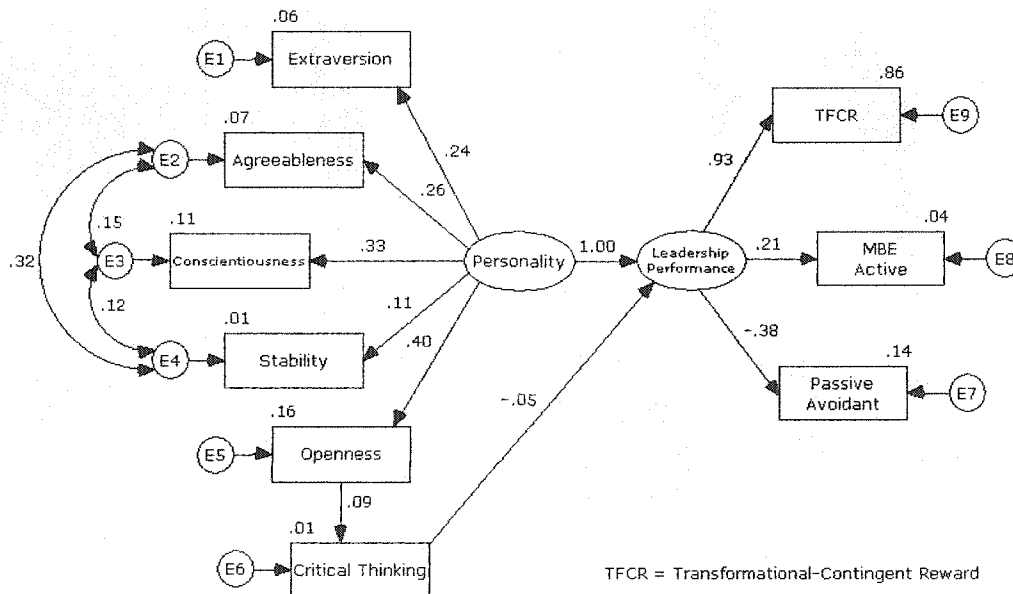 .06
E1
Extraversion
.86
TFCR
E9
.07
E2
Agreeableness
.24
.93
.26
.15
.11
.04
E3
Conscientiousness
.33
Personality
1.00
Leadership
Performance
.21
MBE
Active
E8
.32
.12
.01
.11
-.38
E4
Stability
.40
.14
Passive
Avoidant
E7
-.05
.16
E5
Openness
.09
.01
E6
Critical Thinking
TFCR = Transformational-Contingent Reward